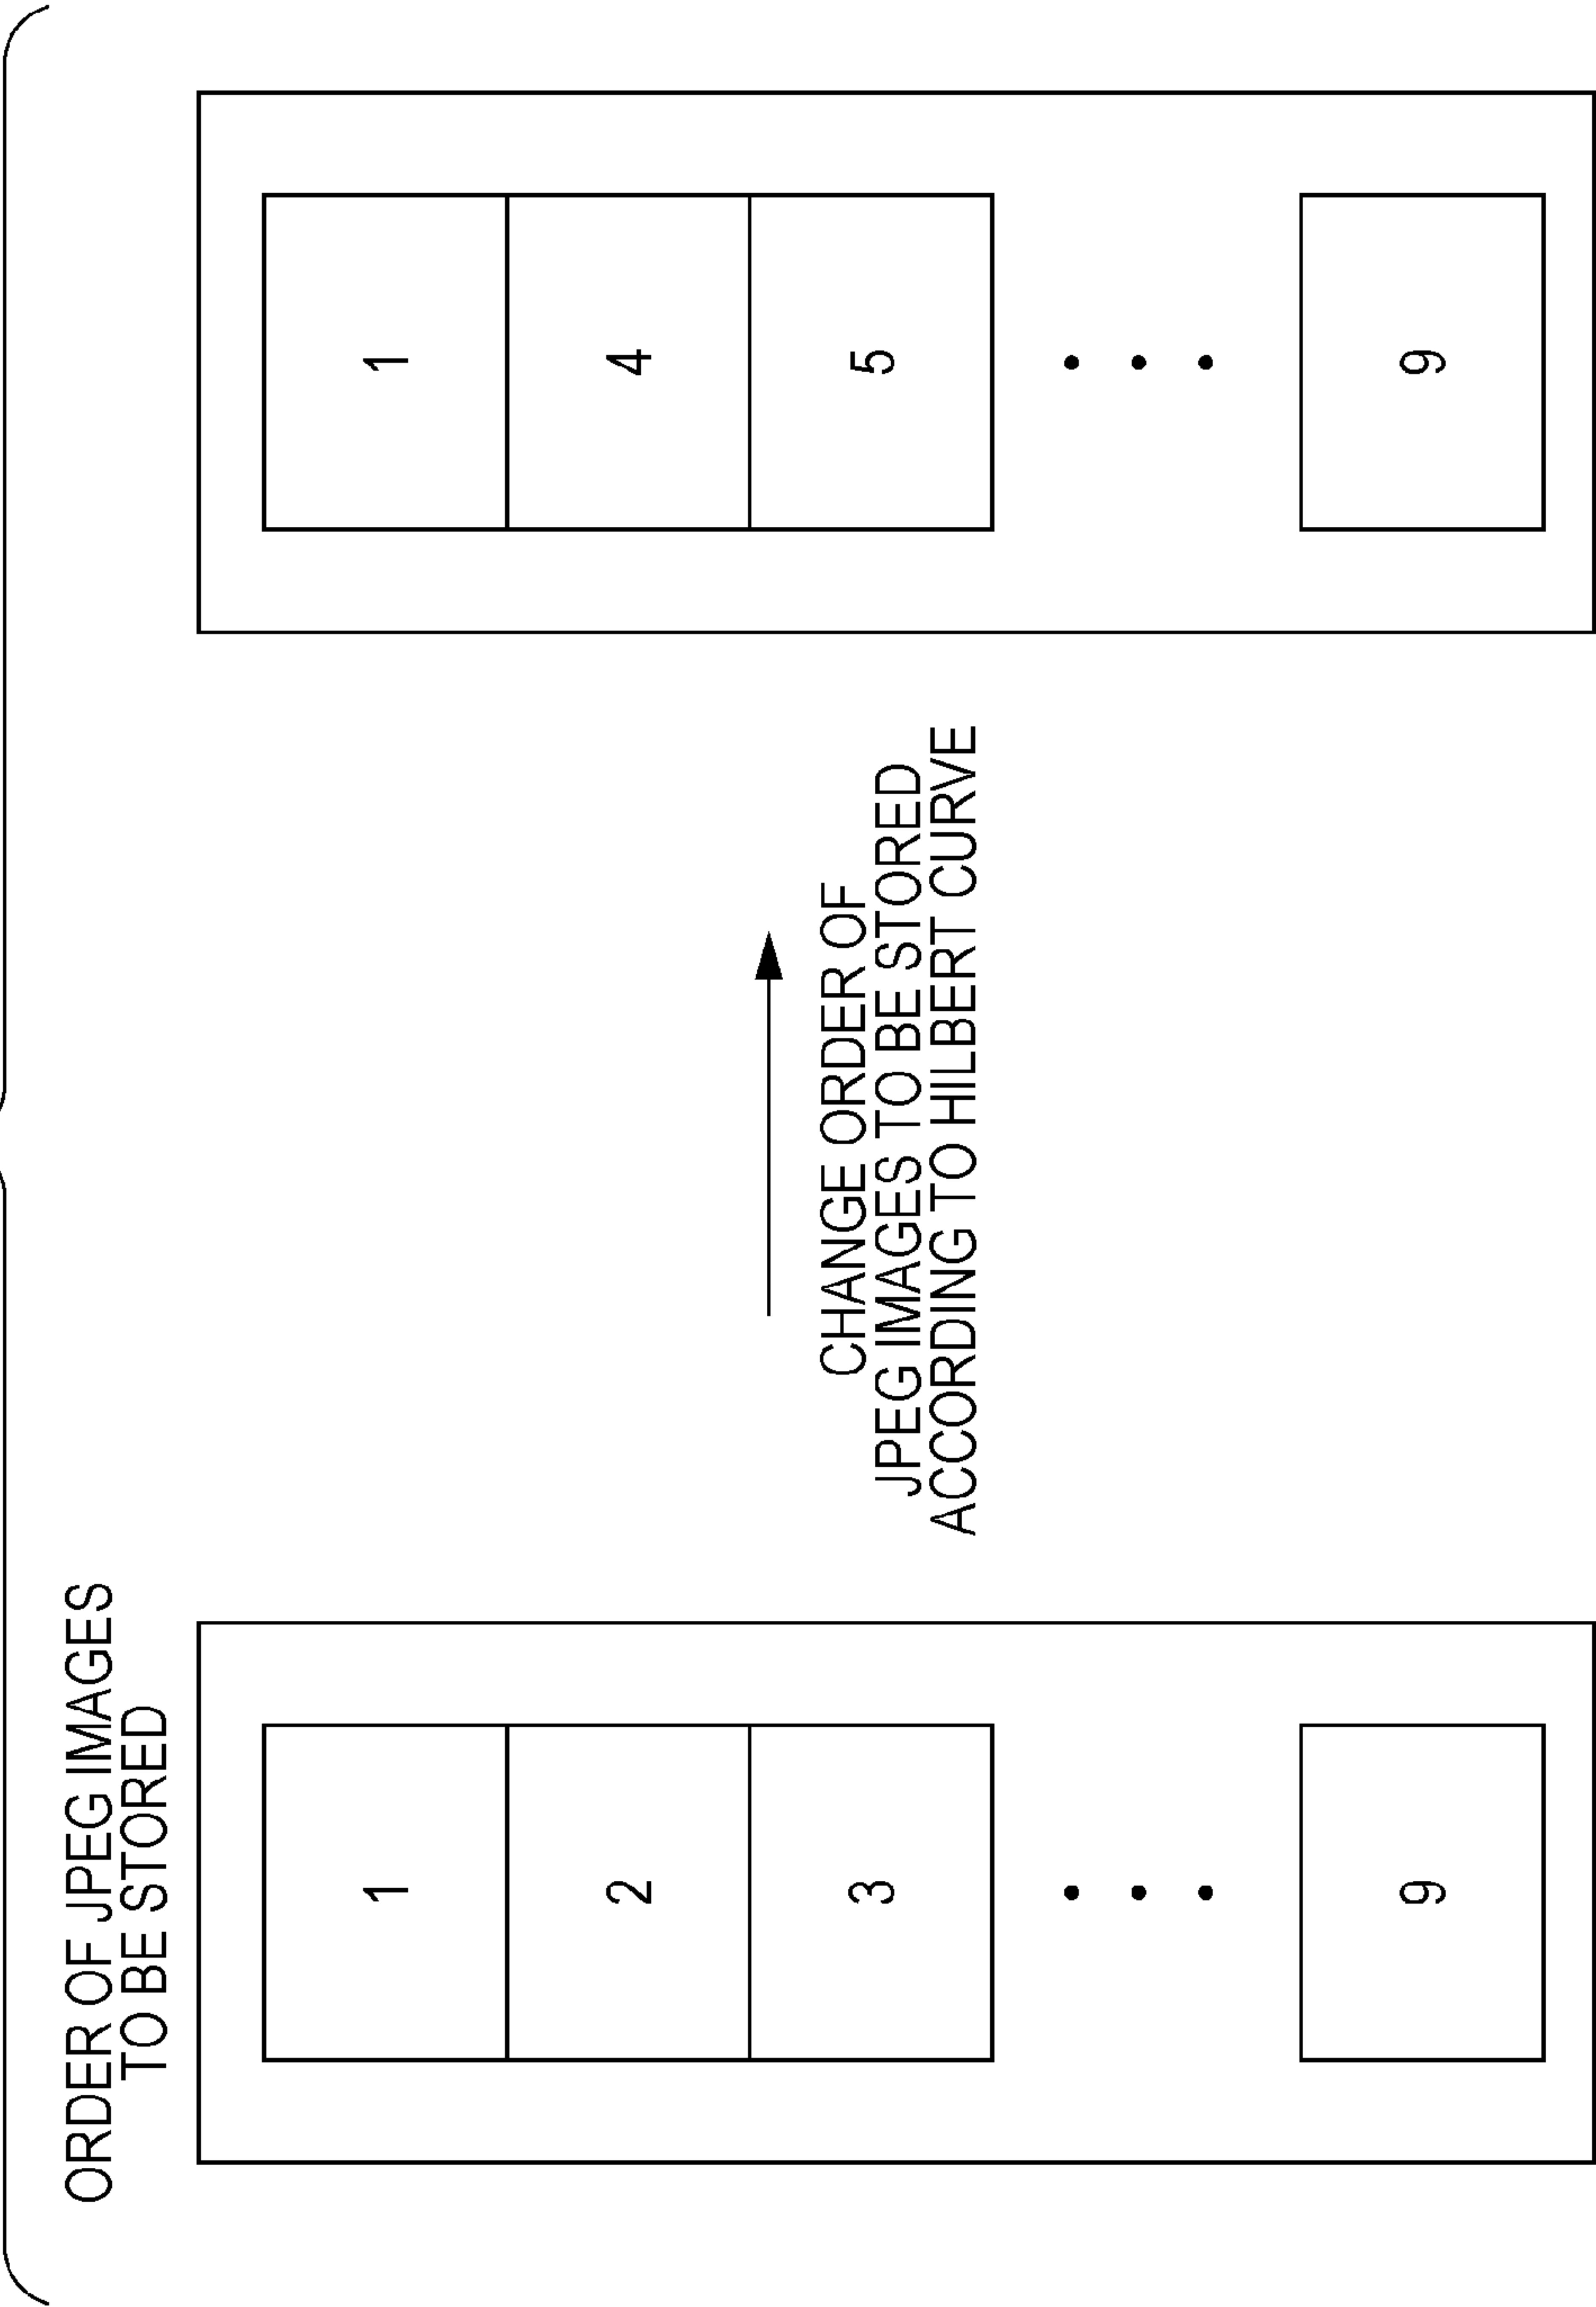 ORDER OF JPEG IMAGES
TO BE STORED
1
2
3
9
CHANGE ORDER OF
JPEG IMAGES TO BE STORED
ACCORDING TO HILBERT CURVE
1
4
5
9